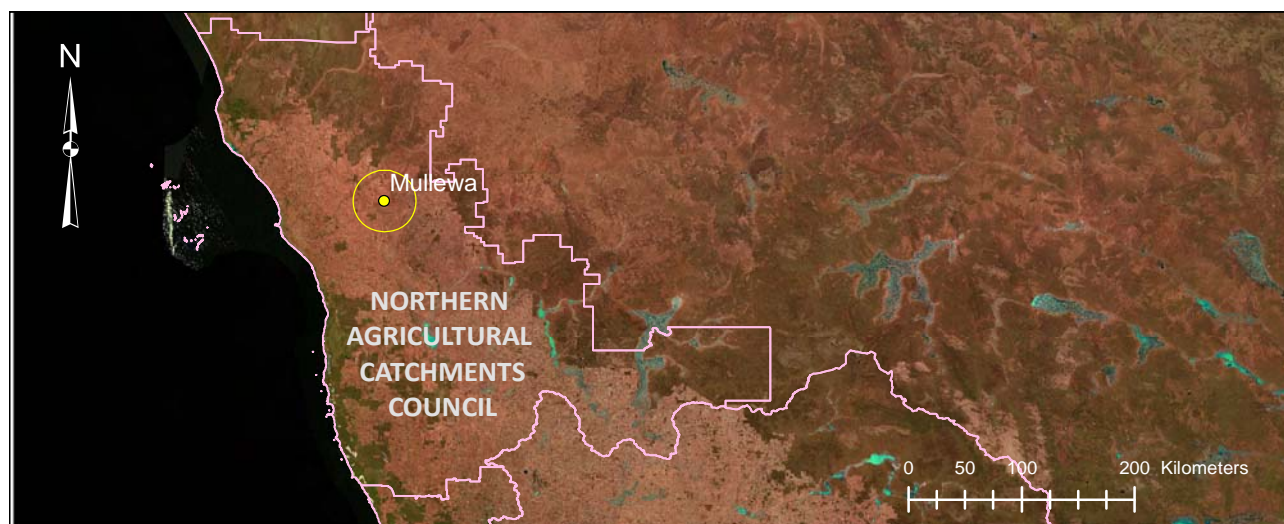 N
Mullewa
NORTHERN
AGRICULTURAL
CATCHMENTS
COUNCIL
0 50 100 200 Kilometers